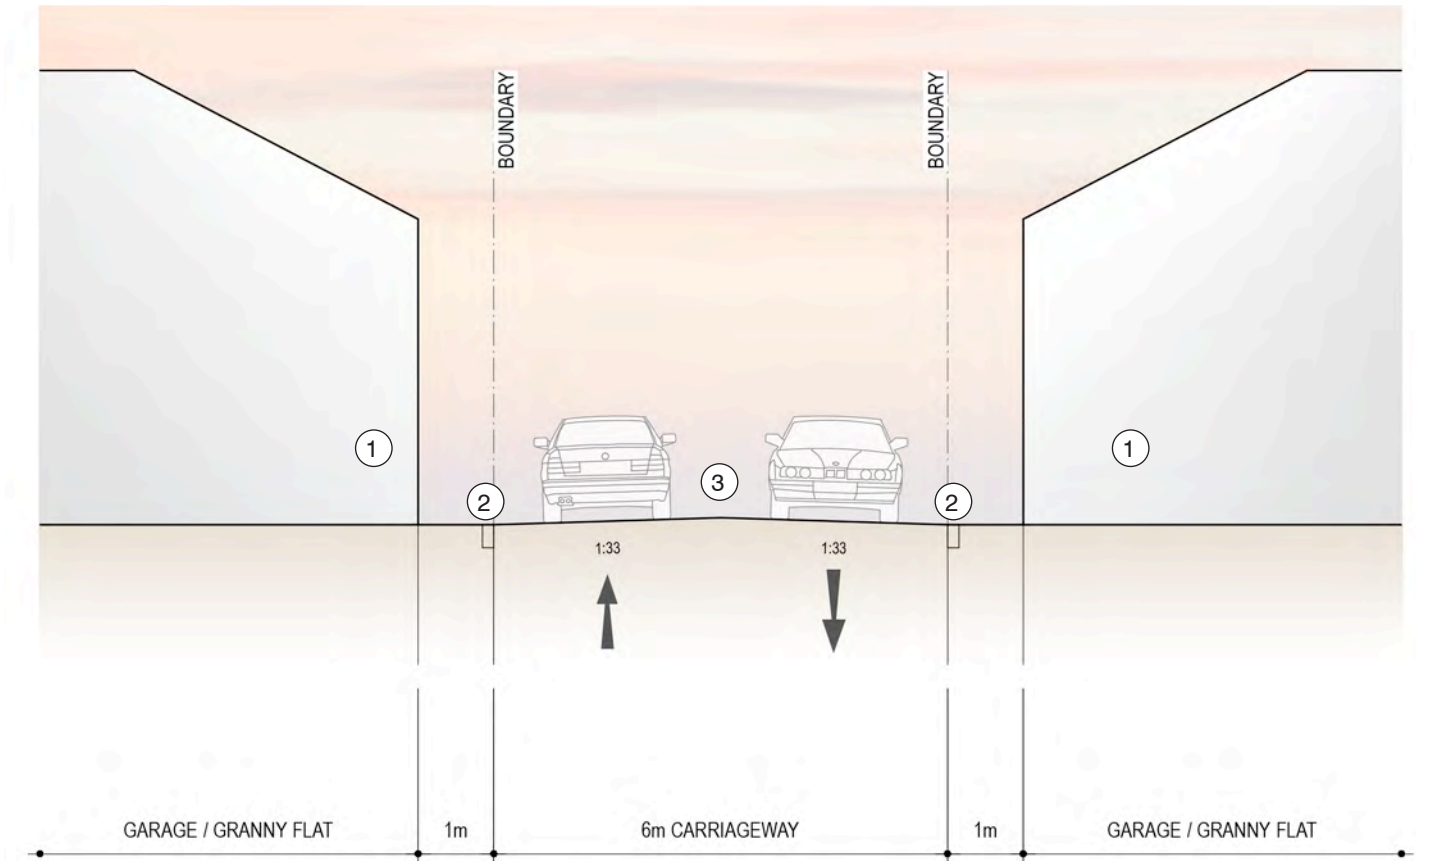 BOUNDARY
BOUNDARY
1
1
2
3
2
1:33
1:33
GARAGE / GRANNY FLAT
1m
6m CARRIAGEWAY
1m
GARAGE / GRANNY FLAT